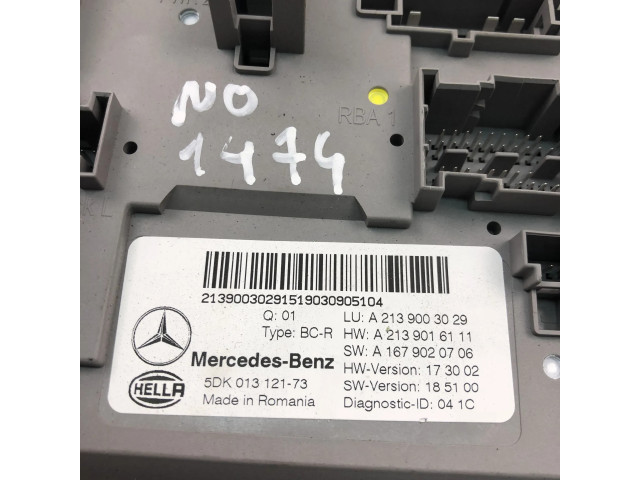 NO
1474
RBA 1
RL
21390030291519030905104
Q: 01
Type: BC-R
LU: A 213 900 30 29
HW: A 213 901 61 11
SW: A 167 902 07 06
HW-Version: 17 30 02
SW-Version: 18 51 00
Diagnostic-ID: 04 1C
Mercedes-Benz
HELLA
5DK 013 121-73
Made in Romania